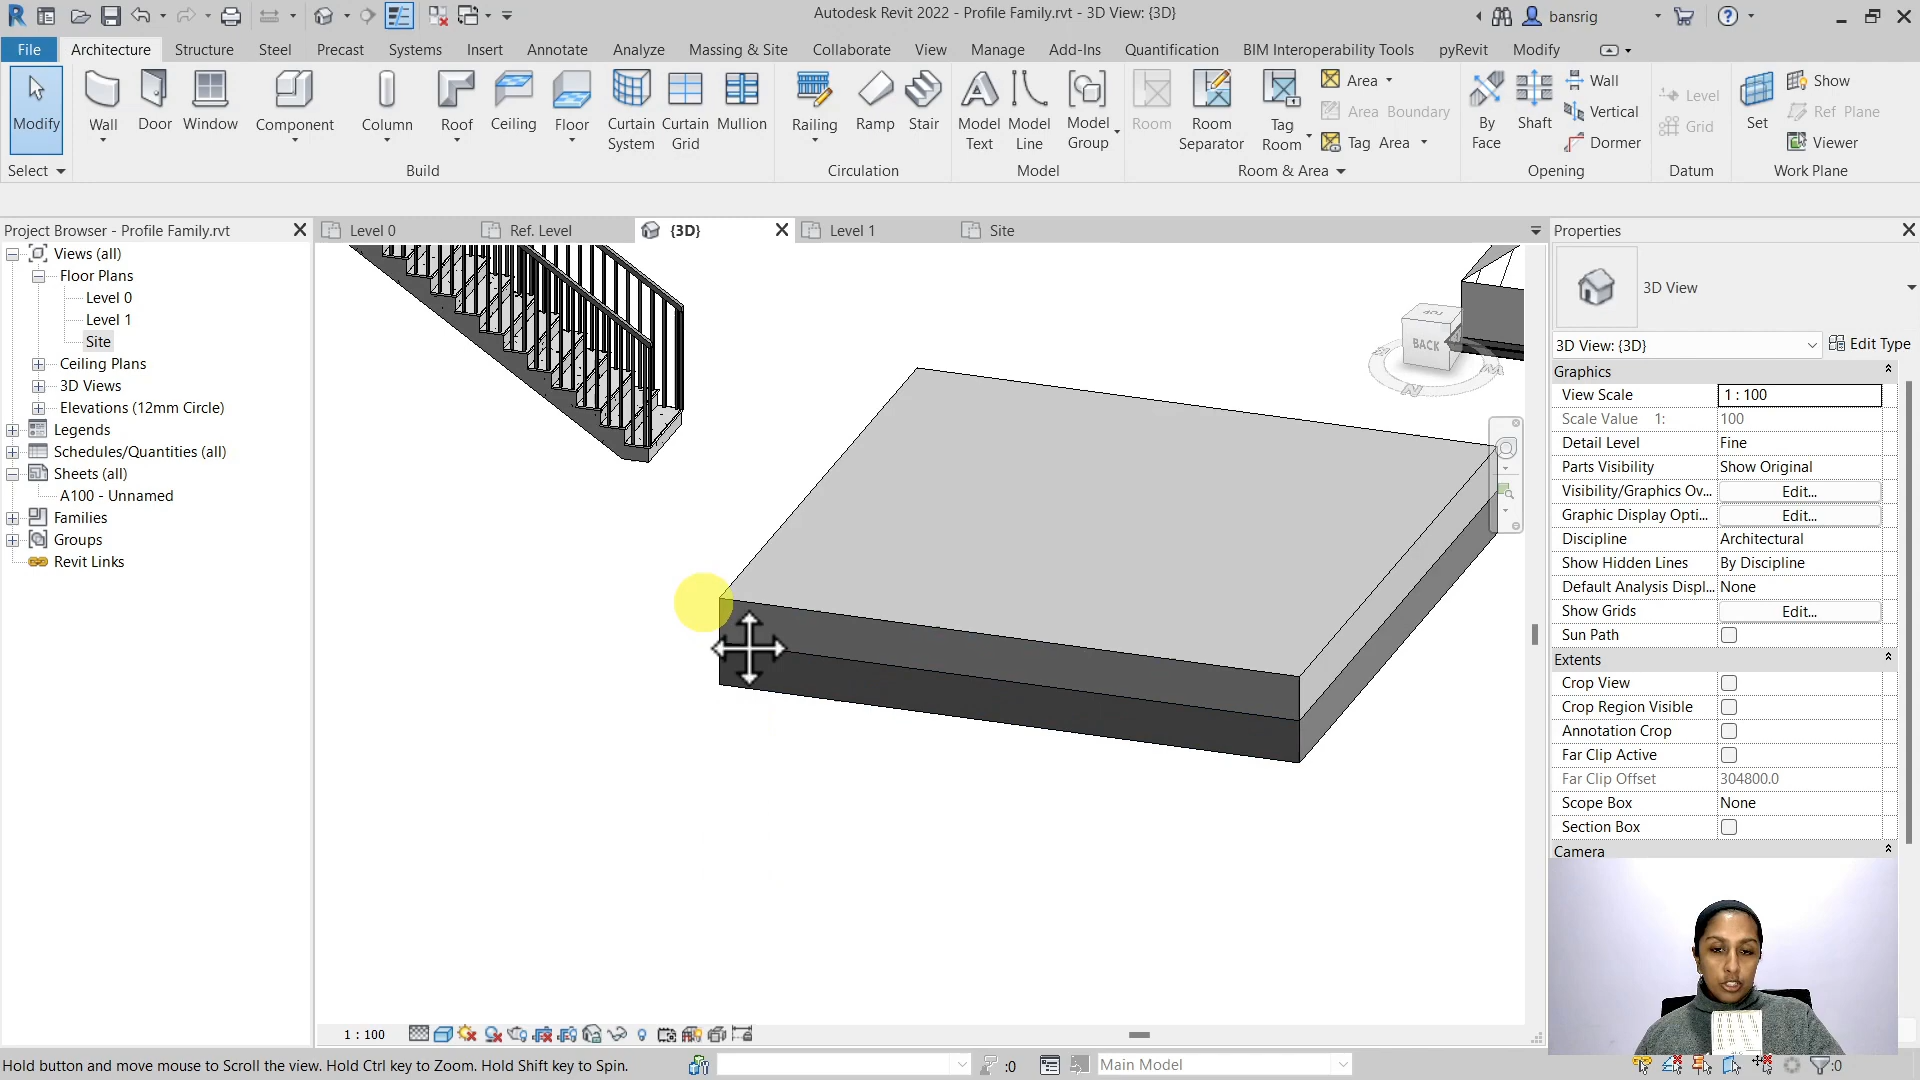 Autodesk Revit 2022 - Profile Family.rvt - 3D View: {3D}
bansrig
File Architecture Structure Steel Precast Systems Insert Annotate Analyze Massing & Site Collaborate View Manage Add-Ins Quantification BIM Interoperability Tools pyRevit Modify
Modify
Wall
Door
Window
Component
Column
Roof
Ceiling
Floor
Curtain System
Curtain Grid
Mullion
Railing
Ramp
Stair
Model Text
Model Line
Model Group
Room
Room Separator
Tag Room
Area
Area Boundary
Tag Area
By Face
Shaft
Wall
Vertical
Dormer
Level
Grid
Set
Show
Ref Plane
Viewer
Select Build Circulation Model Room & Area Opening Datum Work Plane
Project Browser - Profile Family.rvt
Views (all)
Floor Plans
Level 0
Level 1
Site
Ceiling Plans
3D Views
Elevations (12mm Circle)
Legends
Schedules/Quantities (all)
Sheets (all)
A100 - Unnamed
Families
Groups
Revit Links
Level 0 Ref. Level {3D} Level 1 Site
TOP
BACK
N
W
Properties
3D View
3D View: {3D} Edit Type
Graphics
View Scale 1 : 100
Scale Value 1: 100
Detail Level Fine
Parts Visibility Show Original
Visibility/Graphics Ov... Edit...
Graphic Display Opti... Edit...
Discipline Architectural
Show Hidden Lines By Discipline
Default Analysis Displ... None
Show Grids Edit...
Sun Path
Extents
Crop View
Crop Region Visible
Annotation Crop
Far Clip Active
Far Clip Offset 304800.0
Scope Box None
Section Box
Camera
1 : 100
Hold button and move mouse to Scroll the view. Hold Ctrl key to Zoom. Hold Shift key to Spin.
:0
Main Model
:0